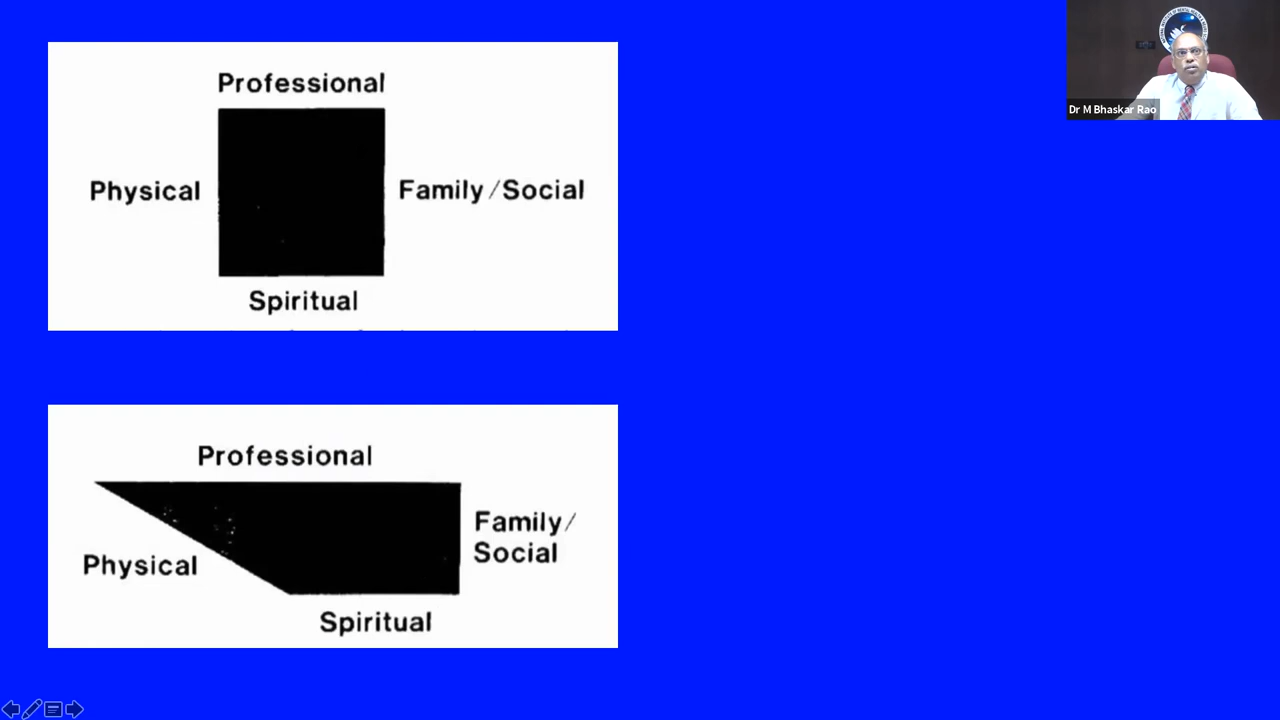 Professional
Physical
Family/Social
Spiritual
Dr M Bhaskar Rao
Professional
Family/
Social
Physical
Spiritual